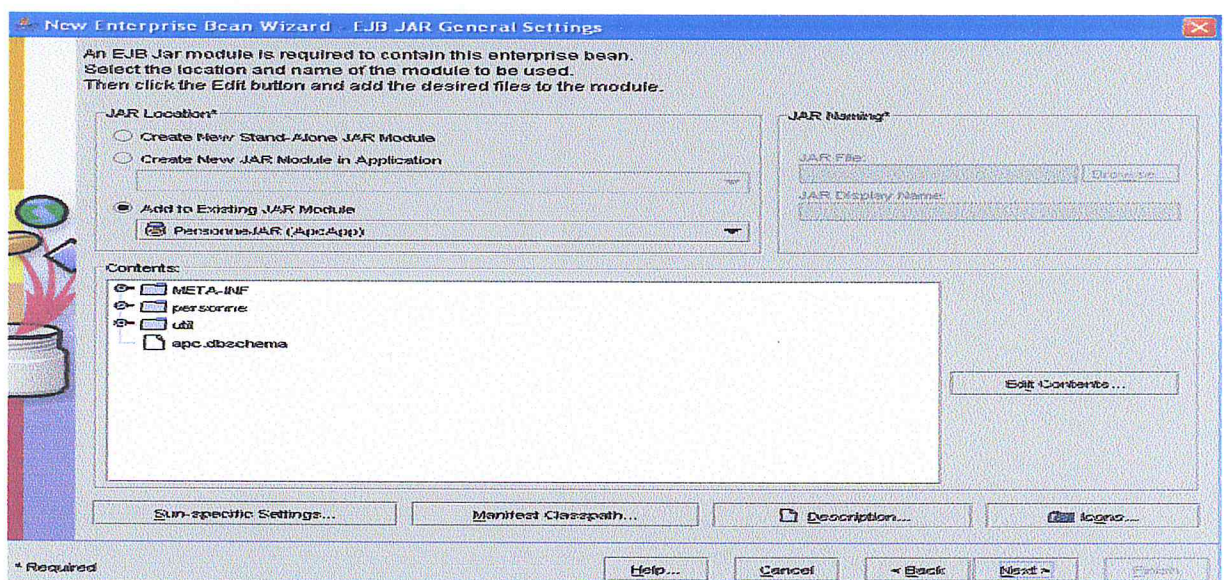 New Enterprise Bean Wizard - EJB JAR General Settings
An EJB Jar module is required to contain this enterprise bean.
Select the location and name of the module to be used.
Then click the Edit button and add the desired files to the module.
JAR Location*
Create New Stand-Alone JAR Module
Create New JAR Module in Application
Add to Existing JAR Module
PersonneJAR (ApcApp)
JAR Naming*
JAR File:
Browse...
JAR Display Name:
Contents:
META-INF
personne
util
apc.dbschema
Edit Contents...
Sun-specific Settings...
Manifest Classpath...
Description...
Icons...
* Required
Help...
Cancel
< Back
Next >
Finish